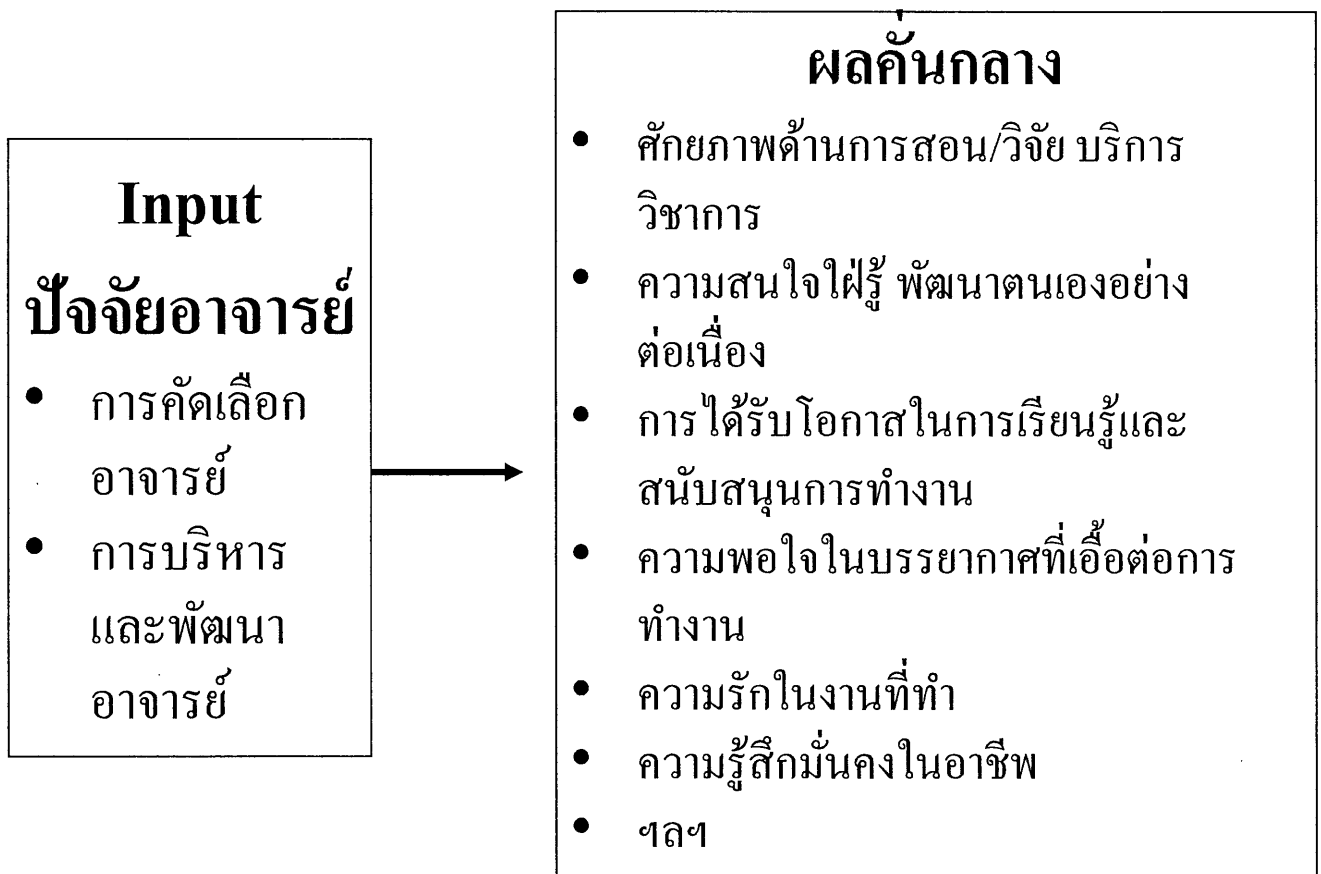 Input
ปัจจัยอาจารย์
• การคัดเลือก
อาจารย์
• การบริหาร
และพัฒนา
อาจารย์
ผลคั่นกลาง
• ศักยภาพด้านการสอน/วิจัย บริการ
วิชาการ
• ความสนใจใฝ่รู้ พัฒนาตนเองอย่าง
ต่อเนื่อง
• การได้รับโอกาสในการเรียนรู้และ
สนับสนุนการทำงาน
• ความพอใจในบรรยากาศที่เอื้อต่อการ
ทำงาน
• ความรักในงานที่ทำ
• ความรู้สึกมั่นคงในอาชีพ
• ฯลฯ